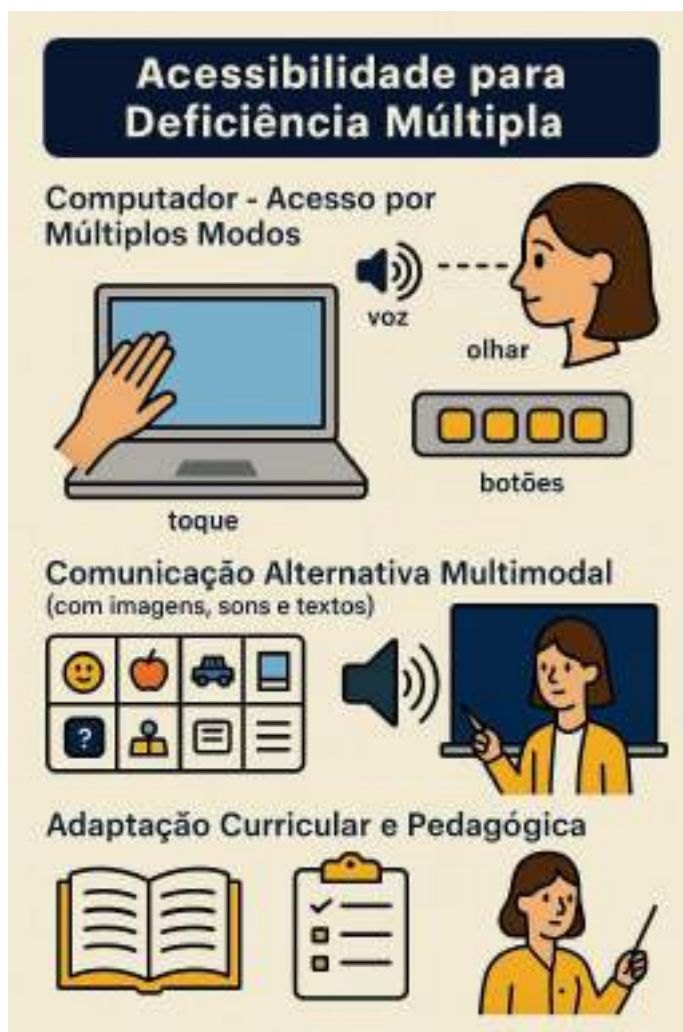 Acessibilidade para
Deficiência Múltipla
Computador - Acesso por
Múltiplos Modos
voz
olhar
botões
toque
Comunicação Alternativa Multimodal
(com imagens, sons e textos)
?
Adaptação Curricular e Pedagógica